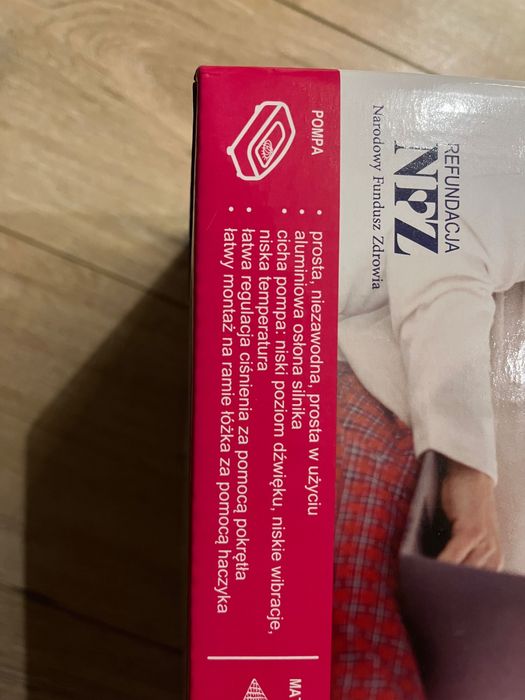 REFUNDACJA
NFZ
Narodowy Fundusz Zdrowia
POMPA
• prosta, niezawodna, prosta w użyciu
aluminiowa osłona silnika
• cicha pompa: niski poziom dźwięku, niskie wibracje,
niska temperatura
• łatwa regulacja ciśnienia za pomocą pokrętła
• łatwy montaż na ramie łóżka za pomocą haczyka
MA